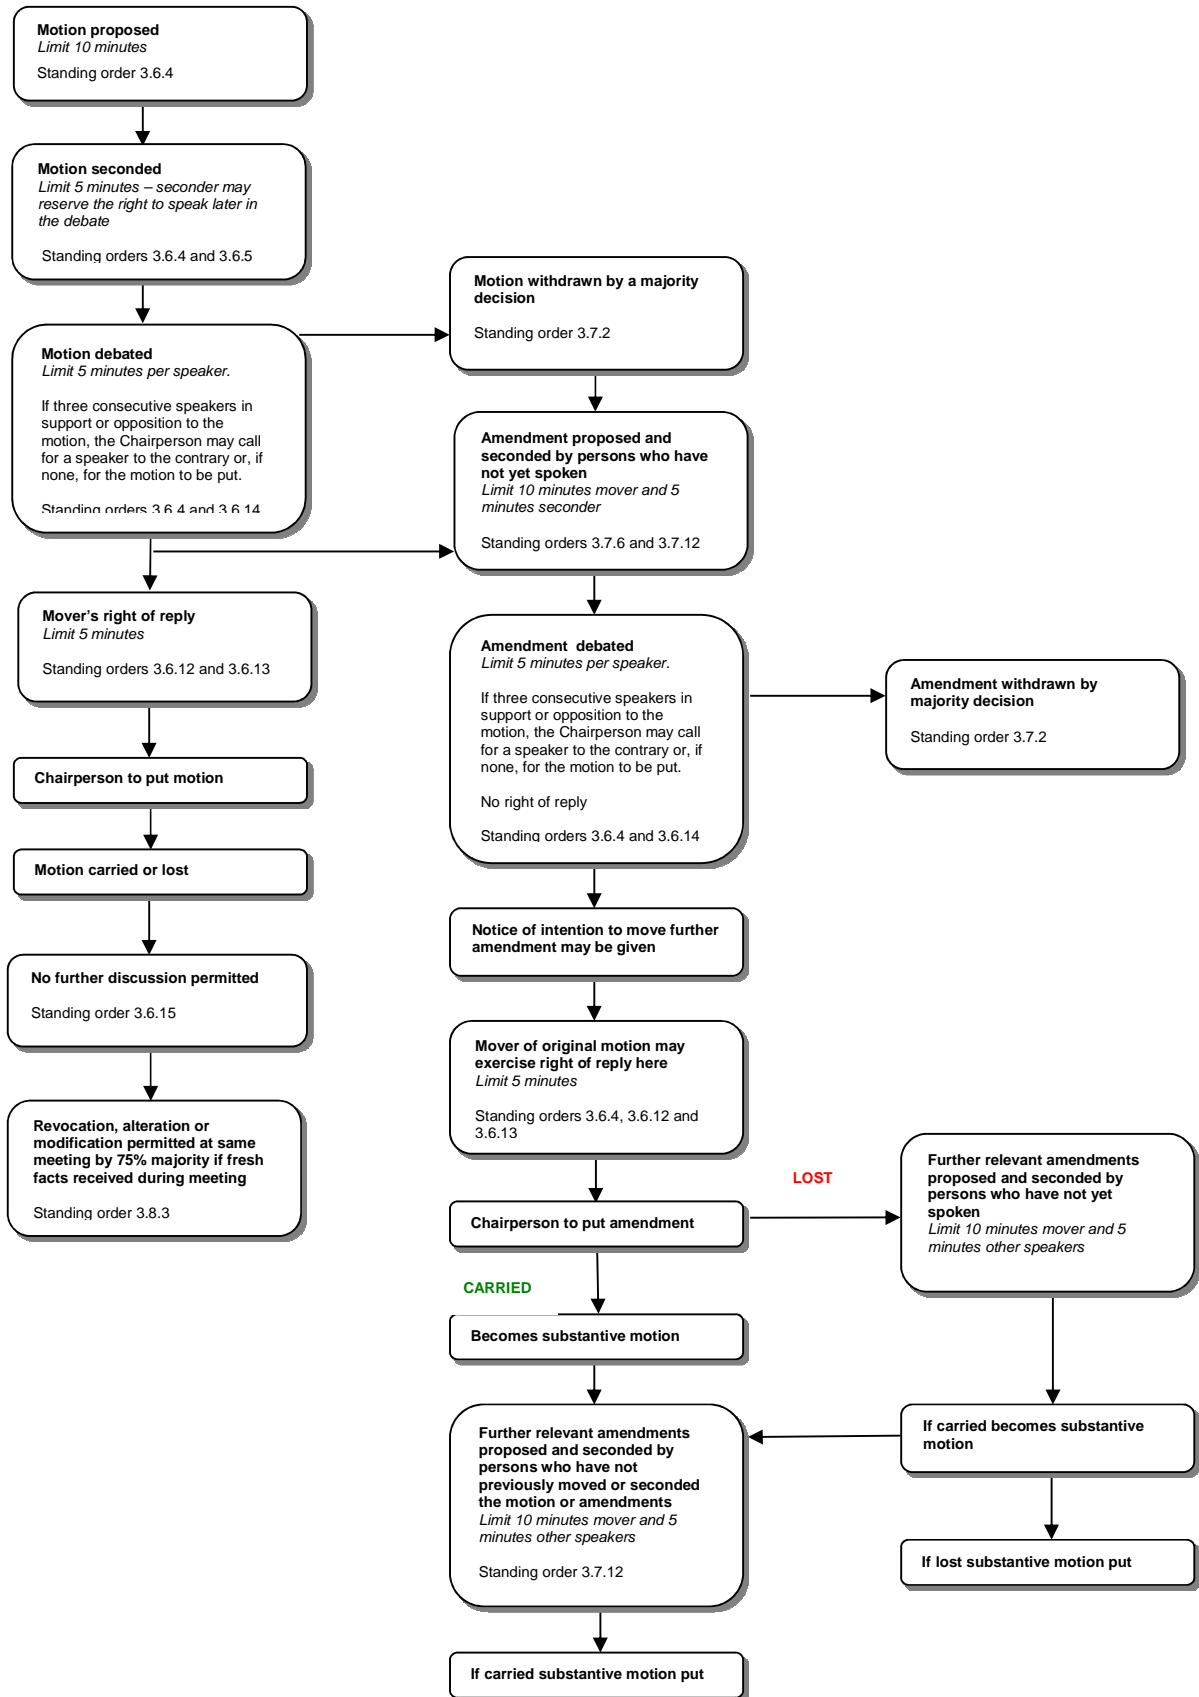 Motion proposed
Limit 10 minutes
Standing order 3.6.4
Motion seconded
Limit 5 minutes – seconder may
reserve the right to speak later in
the debate
Standing orders 3.6.4 and 3.6.5
Motion debated
Limit 5 minutes per speaker.
If three consecutive speakers in
support or opposition to the
motion, the Chairperson may call
for a speaker to the contrary or, if
none, for the motion to be put.
Standing orders 3.6.4 and 3.6.14
Mover's right of reply
Limit 5 minutes
Standing orders 3.6.12 and 3.6.13
Chairperson to put motion
Motion carried or lost
No further discussion permitted
Standing order 3.6.15
Revocation, alteration or
modification permitted at same
meeting by 75% majority if fresh
facts received during meeting
Standing order 3.8.3
Motion withdrawn by a majority
decision
Standing order 3.7.2
Amendment proposed and
seconded by persons who have
not yet spoken
Limit 10 minutes mover and 5
minutes seconder
Standing orders 3.7.6 and 3.7.12
Amendment debated
Limit 5 minutes per speaker.
If three consecutive speakers in
support or opposition to the
motion, the Chairperson may call
for a speaker to the contrary or, if
none, for the motion to be put.
No right of reply
Standing orders 3.6.4 and 3.6.14
Amendment withdrawn by
majority decision
Standing order 3.7.2
Notice of intention to move further
amendment may be given
Mover of original motion may
exercise right of reply here
Limit 5 minutes
Standing orders 3.6.4, 3.6.12 and
3.6.13
Chairperson to put amendment
LOST
CARRIED
Becomes substantive motion
Further relevant amendments
proposed and seconded by
persons who have not
previously moved or seconded
the motion or amendments
Limit 10 minutes mover and 5
minutes other speakers
Standing order 3.7.12
If carried substantive motion put
Further relevant amendments
proposed and seconded by
persons who have not yet
spoken
Limit 10 minutes mover and 5
minutes other speakers
If carried becomes substantive
motion
If lost substantive motion put